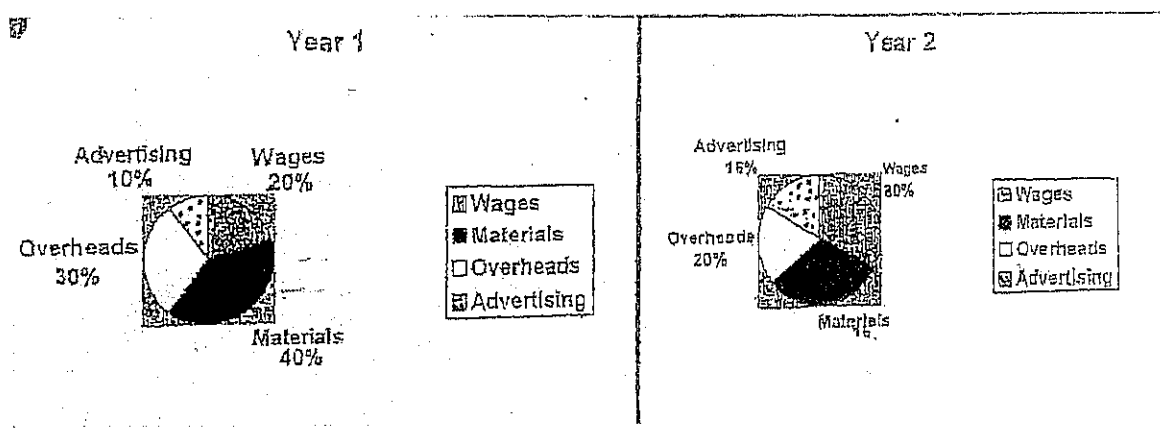 Year 1
Advertising
10%
Wages
20%
Overheads
30%
Materials
40%
Wages
Materials
Overheads
Advertising
Year 2
Advertising
Wages
Overheads
20%
Materials
Wages
Materials
Overheads
Advertising